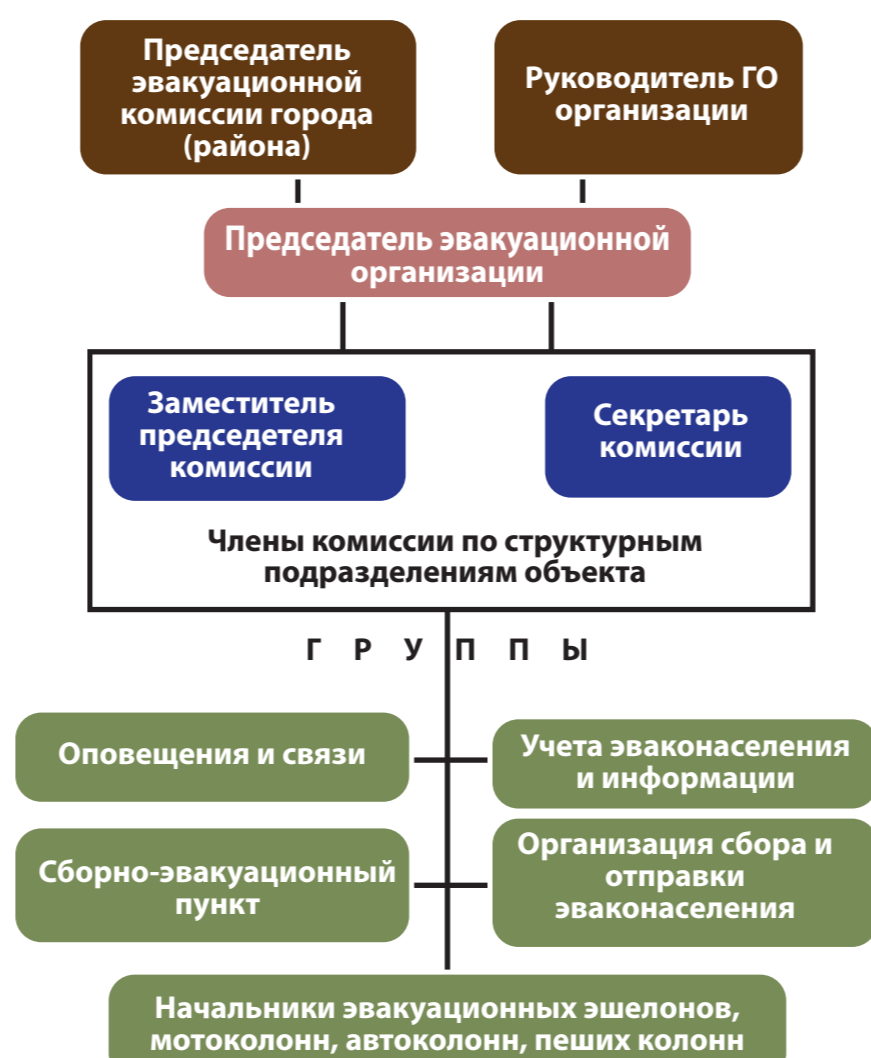 Председатель
эвакуационной
комиссии города
(района)
Руководитель ГО
организации
Председатель эвакуационной
организации
Заместитель
председетеля
комиссии
Секретарь
комиссии
Члены комиссии по структурным
подразделениям объекта
Г Р У П П Ы
Оповещения и связи
Учета эваконаселения
и информации
Сборно-эвакуационный
пункт
Организация сбора и
отправки
эваконаселения
Начальники эвакуационных эшелонов,
мотоколонн, автоколонн, пеших колонн